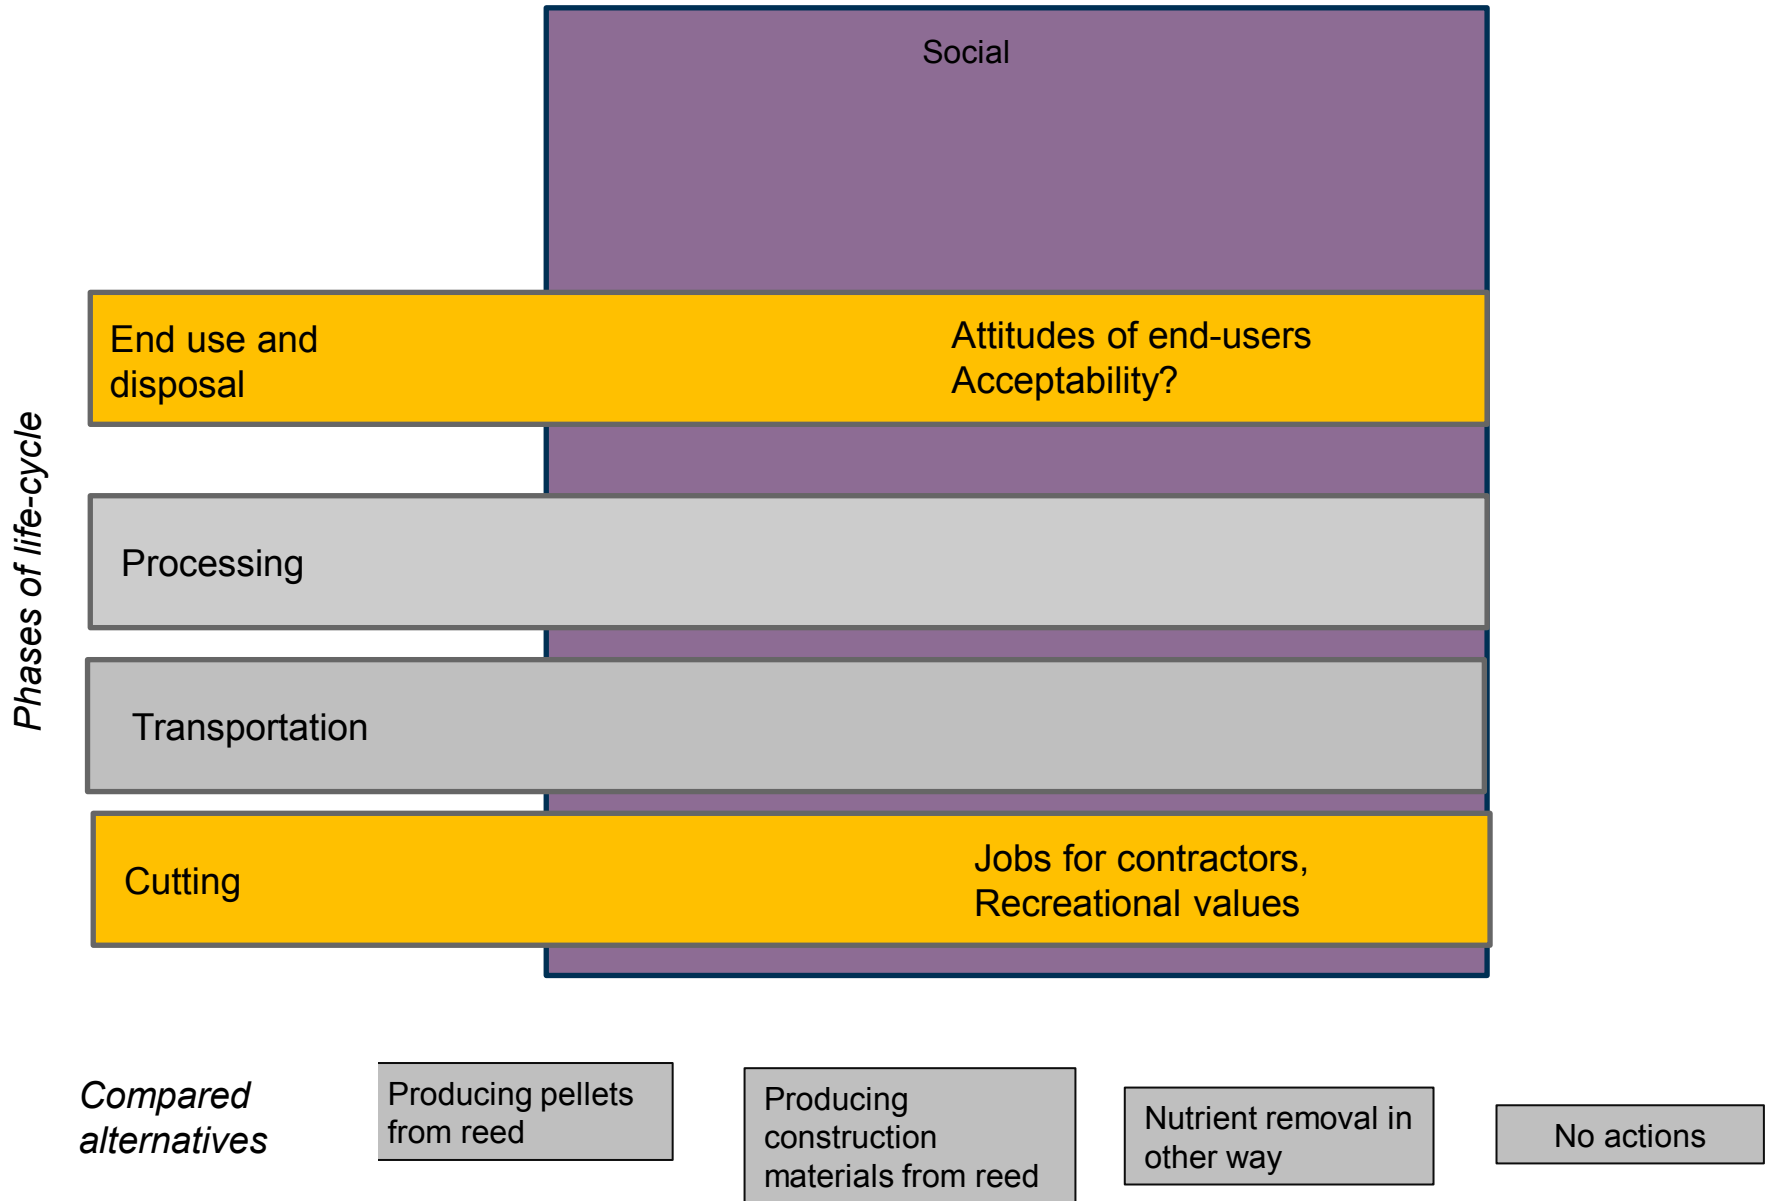 Social
Phases of life-cycle
End use and
disposal
Attitudes of end-users
Acceptability?
Processing
Transportation
Cutting
Jobs for contractors,
Recreational values
Compared
alternatives
Producing pellets
from reed
Producing
construction
materials from reed
Nutrient removal in
other way
No actions